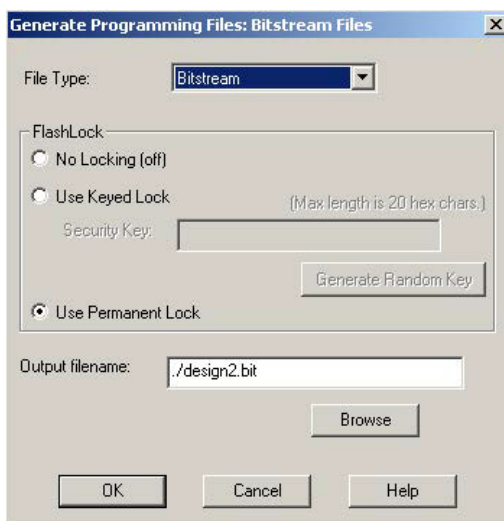 Generate Programming Files: Bitstream Files
File Type: Bitstream
FlashLock
No Locking (off)
Use Keyed Lock
(Max length is 20 hex chars.)
Security Key:
Generate Random Key
Use Permanent Lock
Output filename: ./design2.bit
Browse
OK Cancel Help